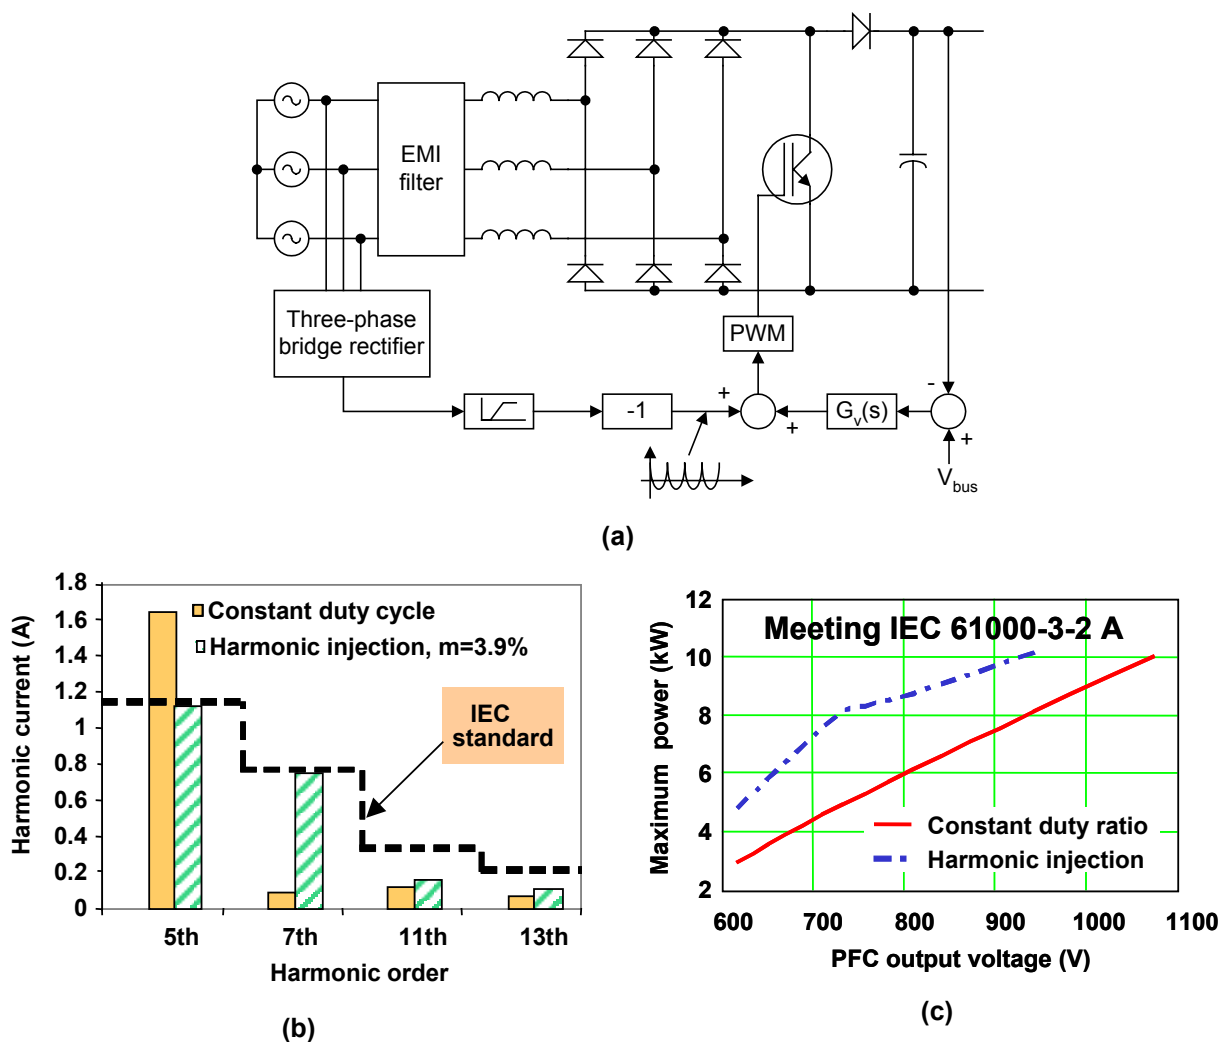 EMI
filter
Three-phase
bridge rectifier
PWM
-1
+
+
G_v(s)
-
+
V_bus
(a)
Harmonic current (A)
1.8
1.6
1.4
1.2
1
0.8
0.6
0.4
0.2
0
Constant duty cycle
Harmonic injection, m=3.9%
IEC
standard
5th 7th 11th 13th
Harmonic order
(b)
Maximum power (kW)
12
10
8
6
4
2
Meeting IEC 61000-3-2 A
Constant duty ratio
Harmonic injection
600 700 800 900 1000 1100
PFC output voltage (V)
(c)